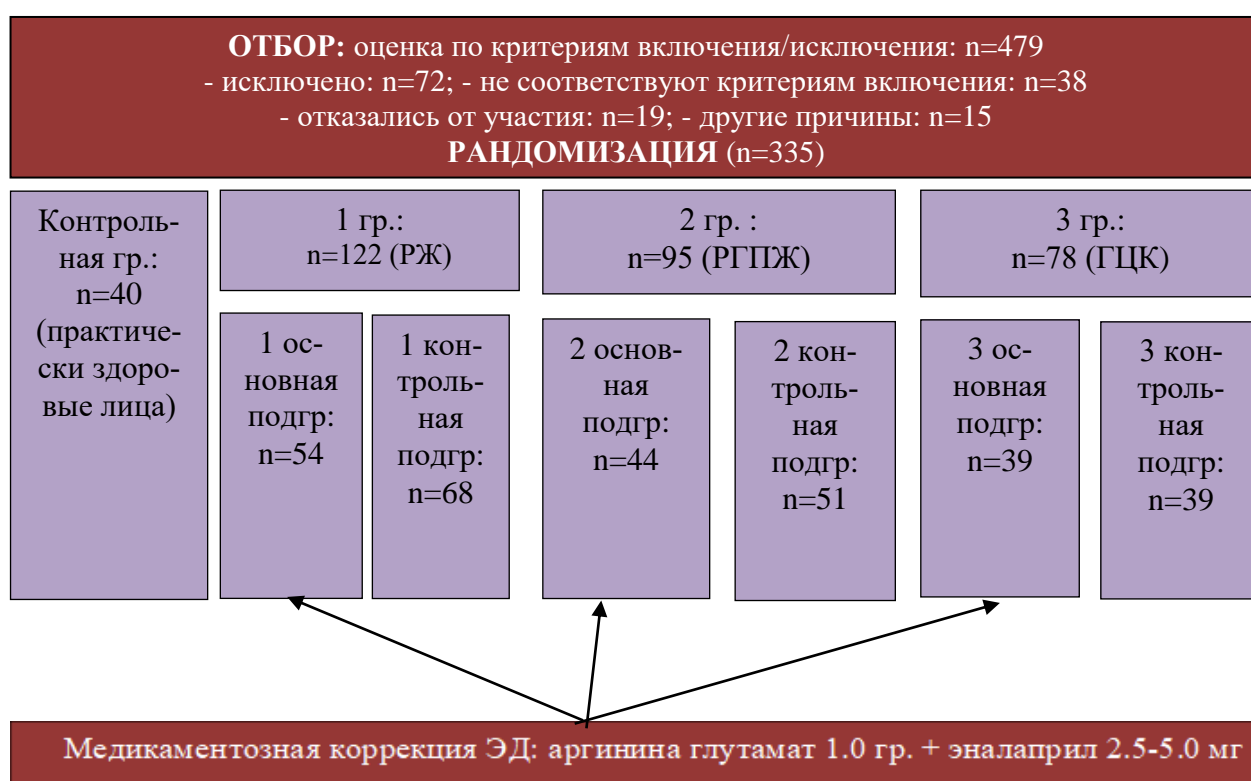 ОТБОР: оценка по критериям включения/исключения: n=479
- исключено: n=72; - не соответствуют критериям включения: n=38
- отказались от участия: n=19; - другие причины: n=15
РАНДОМИЗАЦИЯ (n=335)
Контроль-
ная гр.:
n=40
(практиче-
ски здоро-
вые лица)
1 гр.:
n=122 (РЖ)
2 гр. :
n=95 (РГПЖ)
3 гр.:
n=78 (ГЦК)
1 ос-
новная
подгр:
n=54
1 кон-
троль-
ная
подгр:
n=68
2 основ-
ная
подгр:
n=44
2 кон-
троль-
ная
подгр:
n=51
3 ос-
новная
подгр:
n=39
3 кон-
троль-
ная
подгр:
n=39
Медикаментозная коррекция ЭД: аргинина глутамат 1.0 гр. + эналаприл 2.5-5.0 мг